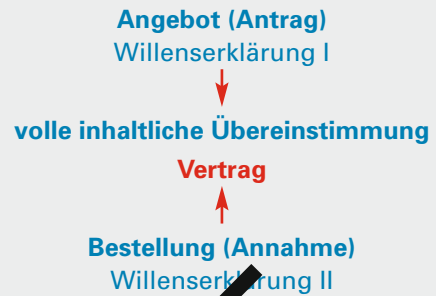 Angebot (Antrag)
Willenserklärung I
volle inhaltliche Übereinstimmung
Vertrag
Bestellung (Annahme)
Willenserklärung II